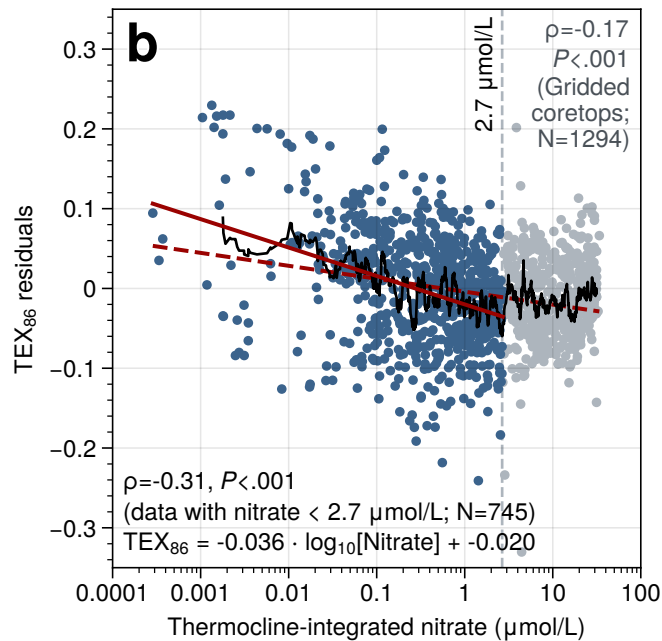 b
2.7 μmol/L
ρ=-0.17
P<.001
(Gridded
coretops;
N=1294)
0.3
0.2
0.1
0
−0.1
−0.2
−0.3
TEX₈₆ residuals
ρ=-0.31, P<.001
(data with nitrate < 2.7 μmol/L; N=745)
TEX₈₆ = -0.036 · log₁₀[Nitrate] + -0.020
0.0001
0.001
0.01
0.1
1
10
100
Thermocline-integrated nitrate (μmol/L)